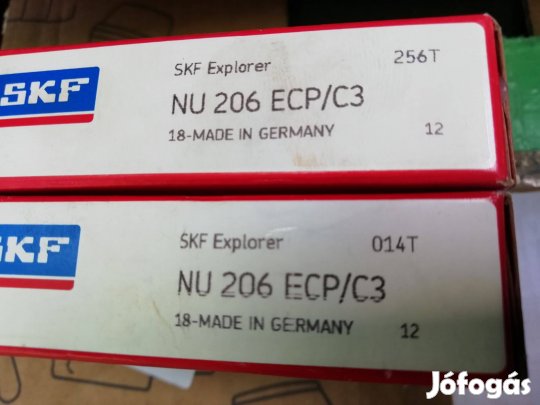 SKF
SKF Explorer 256T
NU 206 ECP/C3
18-MADE IN GERMANY 12
SKF
SKF Explorer 014T
NU 206 ECP/C3
18-MADE IN GERMANY 12
Jófogás